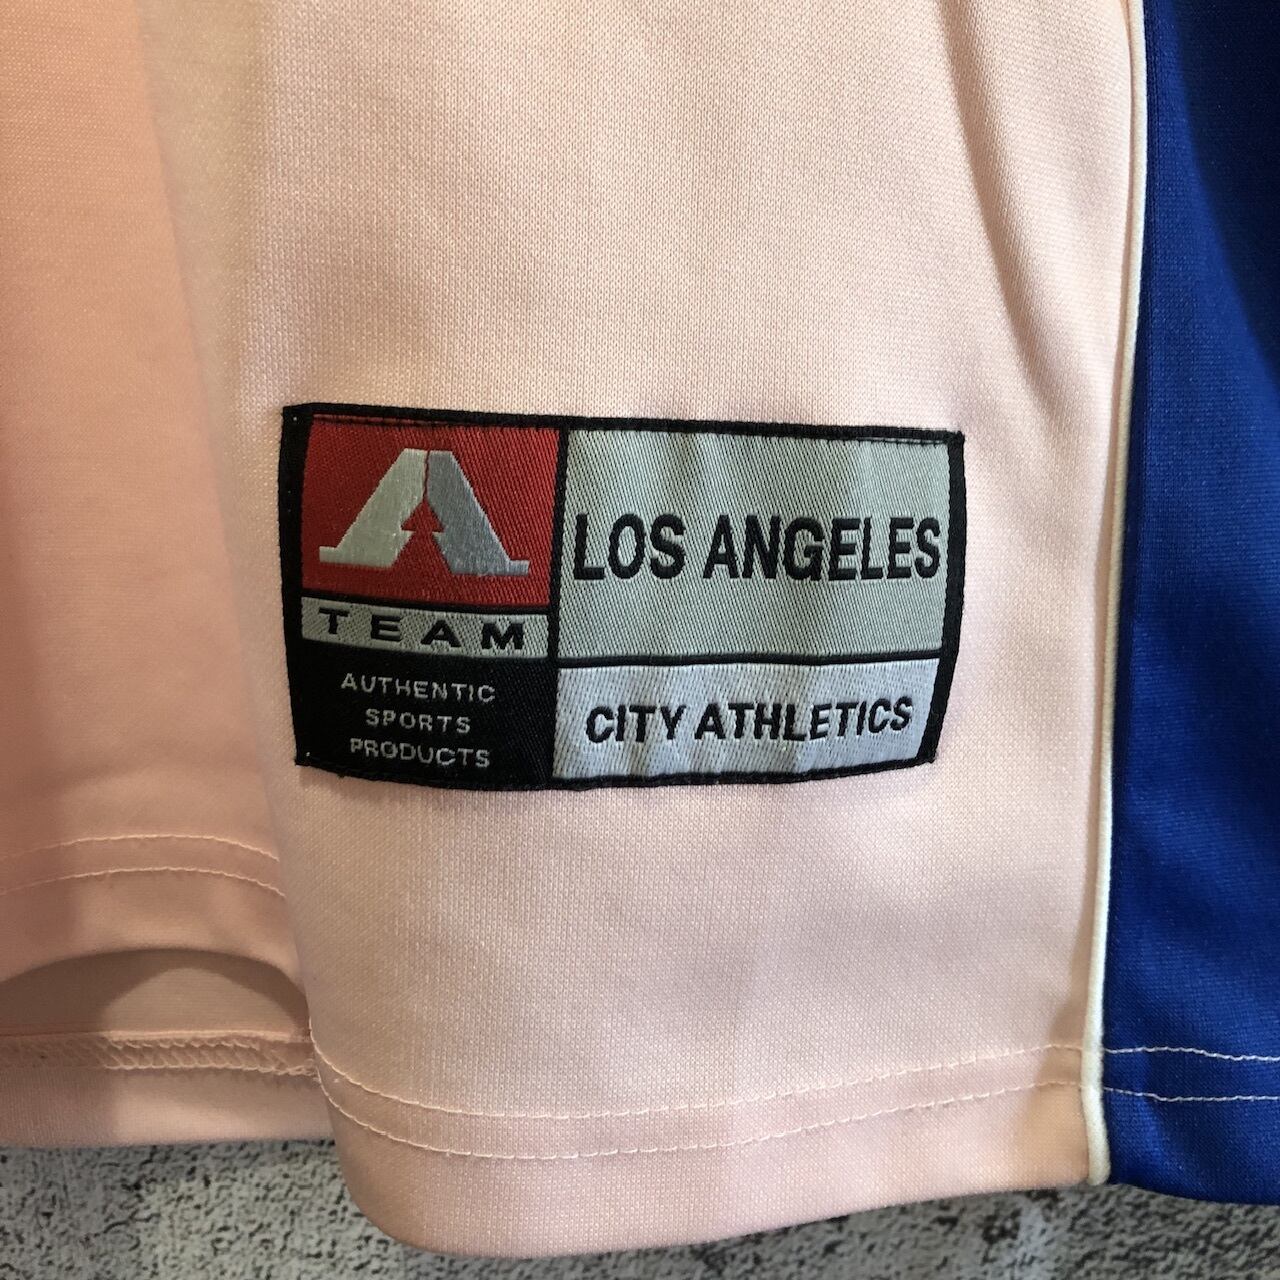 TEAM
AUTHENTIC
SPORTS
PRODUCTS
LOS ANGELES
CITY ATHLETICS